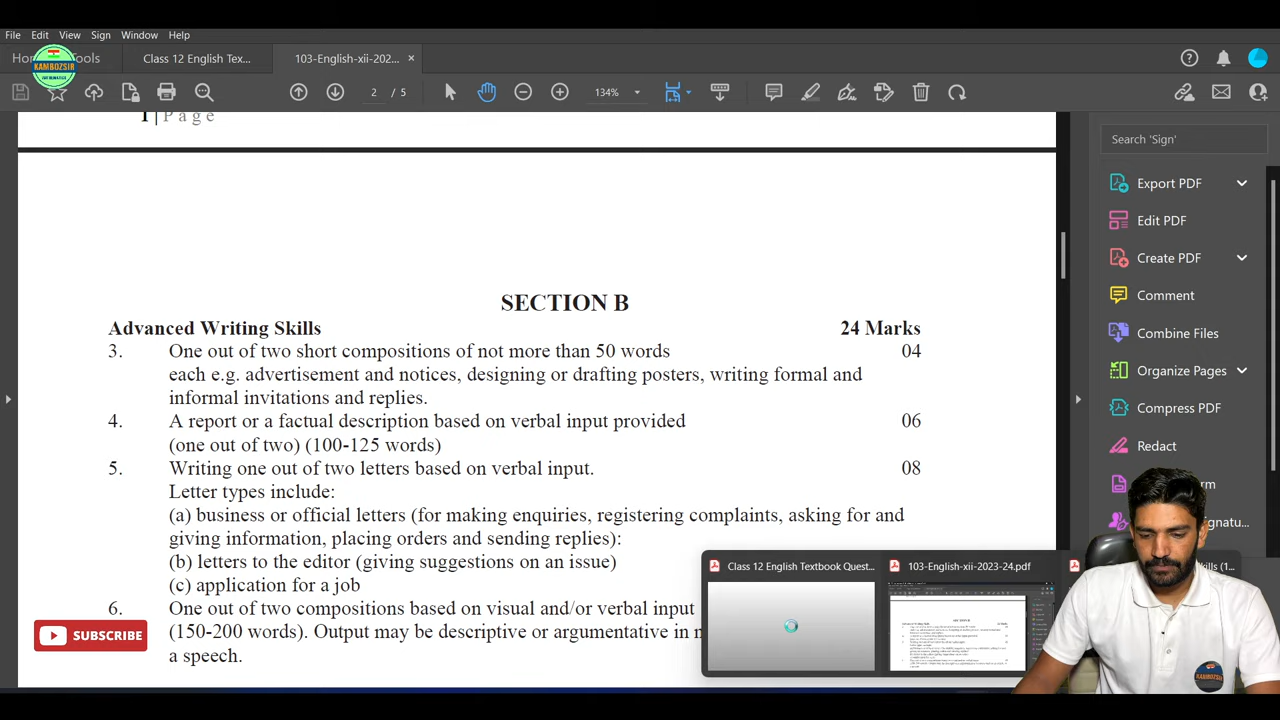 File Edit View Sign Window Help
Home Tools Class 12 English Tex... 103-English-xii-202... ×
KAMBOZSIR
2 / 5 134%
1 | P a g e
Search 'Sign'
Export PDF
Edit PDF
Create PDF
Comment
Combine Files
Organize Pages
Compress PDF
Redact
SECTION B
Advanced Writing Skills 24 Marks
3. One out of two short compositions of not more than 50 words 04
each e.g. advertisement and notices, designing or drafting posters, writing formal and
informal invitations and replies.
4. A report or a factual description based on verbal input provided 06
(one out of two) (100-125 words)
5. Writing one out of two letters based on verbal input. 08
Letter types include:
(a) business or official letters (for making enquiries, registering complaints, asking for and
giving information, placing orders and sending replies):
(b) letters to the editor (giving suggestions on an issue)
(c) application for a job
6. One out of two compositions based on visual and/or verbal input
(150-200 words). Output may be descriptive or argumentative in
a speech.
Class 12 English Textbook Quest... 103-English-xii-2023-24.pdf
SUBSCRIBE
KAMBOZSIR